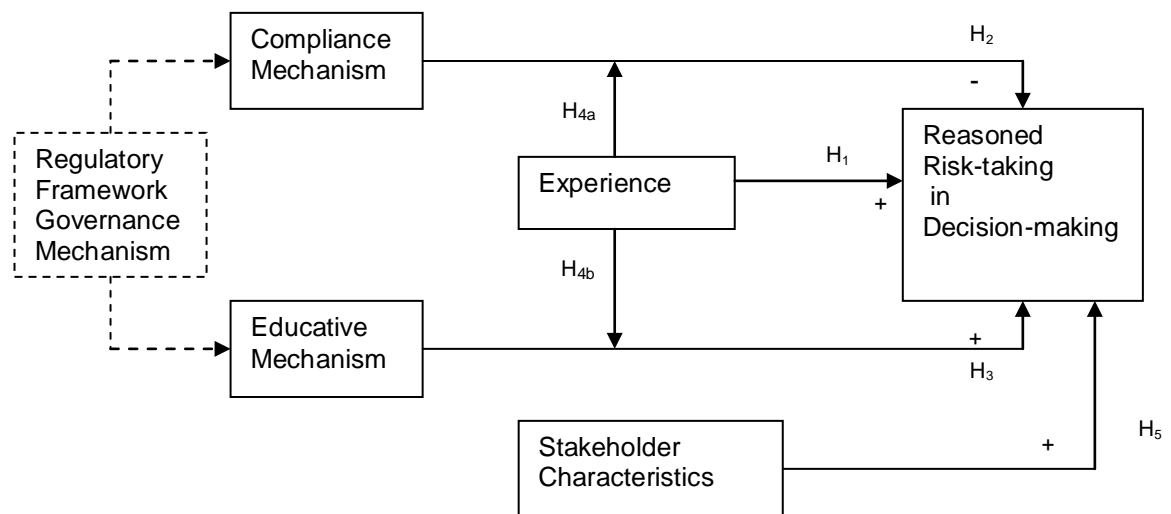 Compliance
Mechanism
H2
-
H4a
Regulatory
Framework
Governance
Mechanism
Experience
H1
+
Reasoned
Risk-taking
in
Decision-making
H4b
Educative
Mechanism
+
H3
Stakeholder
Characteristics
+
H5